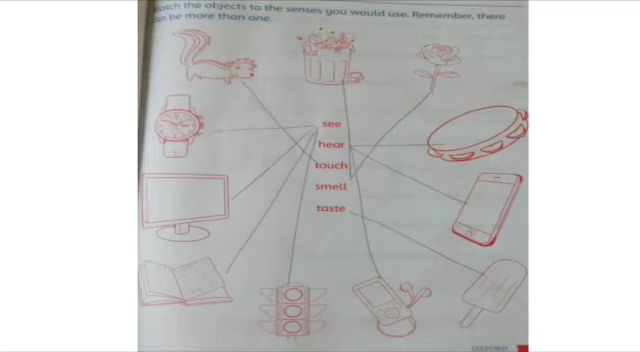 Match the objects to the senses you would use. Remember, there
can be more than one.
see
hear
touch
smell
taste
OXFORD